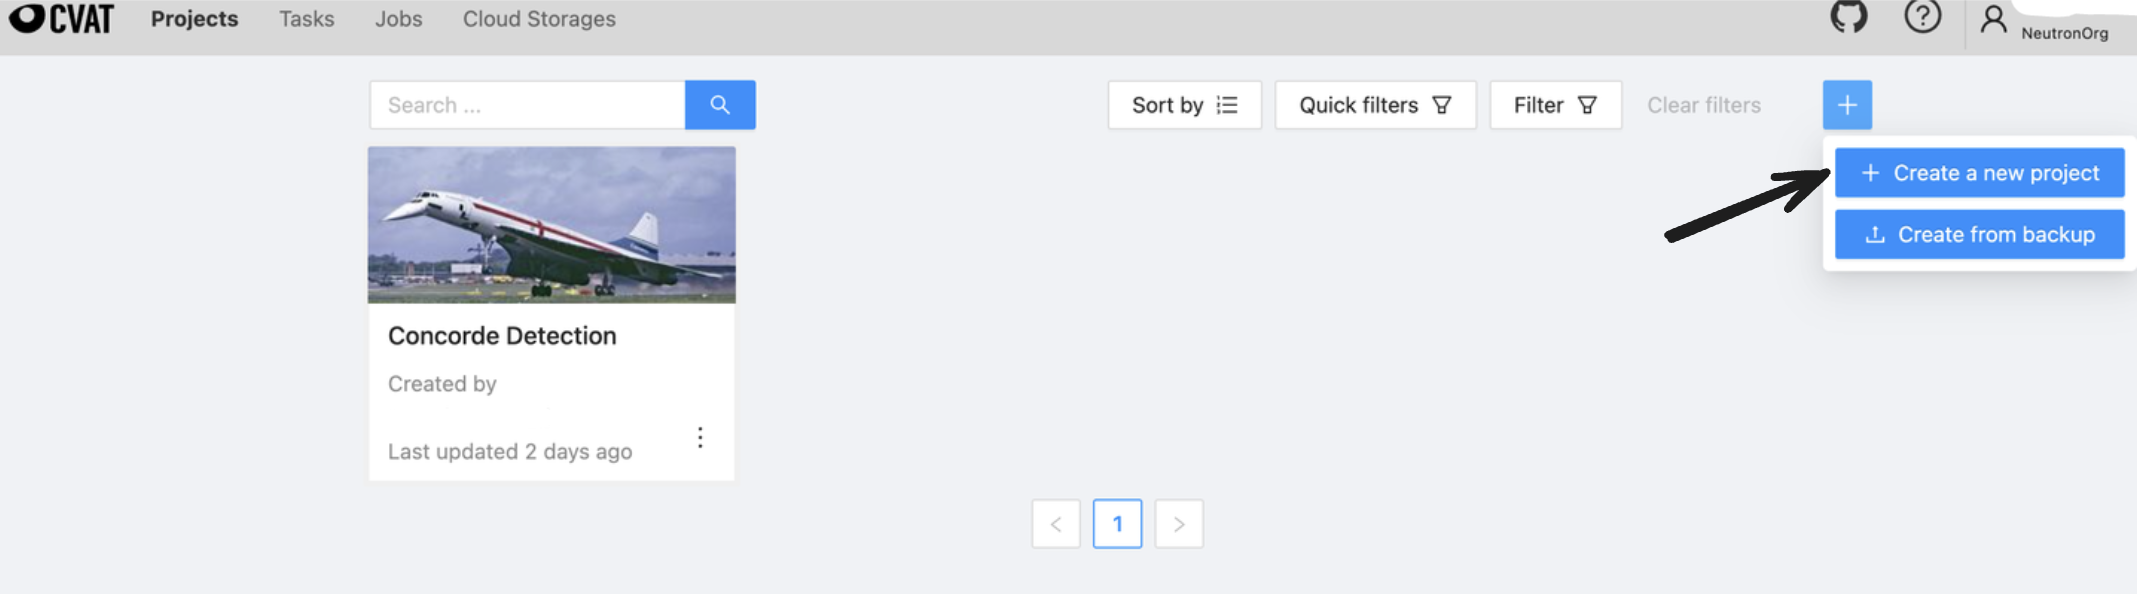 CVAT Projects Tasks Jobs Cloud Storages
NeutronOrg
Search ... Sort by Quick filters Filter Clear filters
Create a new project
Create from backup
Concorde Detection
Created by
Last updated 2 days ago
1